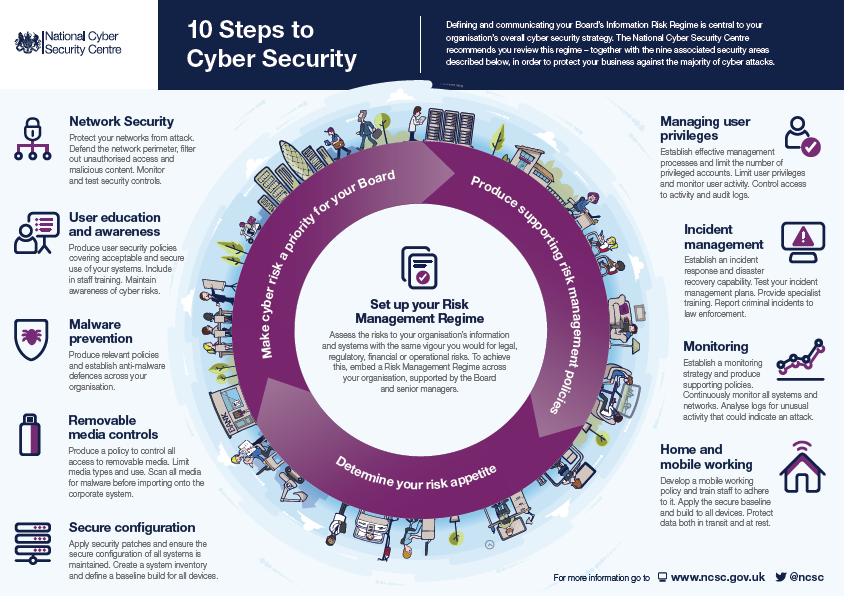 National Cyber
Security Centre
10 Steps to
Cyber Security
Defining and communicating your Board's Information Risk Regime is central to your
organisation's overall cyber security strategy. The National Cyber Security Centre
recommends you review this regime – together with the nine associated security areas
described below, in order to protect your business against the majority of cyber attacks.
Network Security
Protect your networks from attack.
Defend the network perimeter, filter
out unauthorised access and
malicious content. Monitor
and test security controls.
User education
and awareness
Produce user security policies
covering acceptable and secure
use of your systems. Include
in staff training. Maintain
awareness of cyber risks.
Malware
prevention
Produce relevant policies
and establish anti-malware
defences across your
organisation.
Removable
media controls
Produce a policy to control all
access to removable media. Limit
media types and use. Scan all media
for malware before importing onto the
corporate system.
Secure configuration
Apply security patches and ensure the
secure configuration of all systems is
maintained. Create a system inventory
and define a baseline build for all devices.
Make cyber risk a priority for your Board
Produce supporting risk management policies
Determine your risk appetite
BANK
Set up your Risk
Management Regime
Assess the risks to your organisation's information
and systems with the same vigour you would for legal,
regulatory, financial or operational risks. To achieve
this, embed a Risk Management Regime across
your organisation, supported by the Board
and senior managers.
Managing user
privileges
Establish effective management
processes and limit the number of
privileged accounts. Limit user privileges
and monitor user activity. Control access
to activity and audit logs.
Incident
management
Establish an incident
response and disaster
recovery capability. Test your incident
management plans. Provide specialist
training. Report criminal incidents to
law enforcement.
Monitoring
Establish a monitoring
strategy and produce
supporting policies.
Continuously monitor all systems and
networks. Analyse logs for unusual
activity that could indicate an attack.
Home and
mobile working
Develop a mobile working
policy and train staff to adhere
to it. Apply the secure baseline
and build to all devices. Protect
data both in transit and at rest.
For more information go to www.ncsc.gov.uk @ncsc